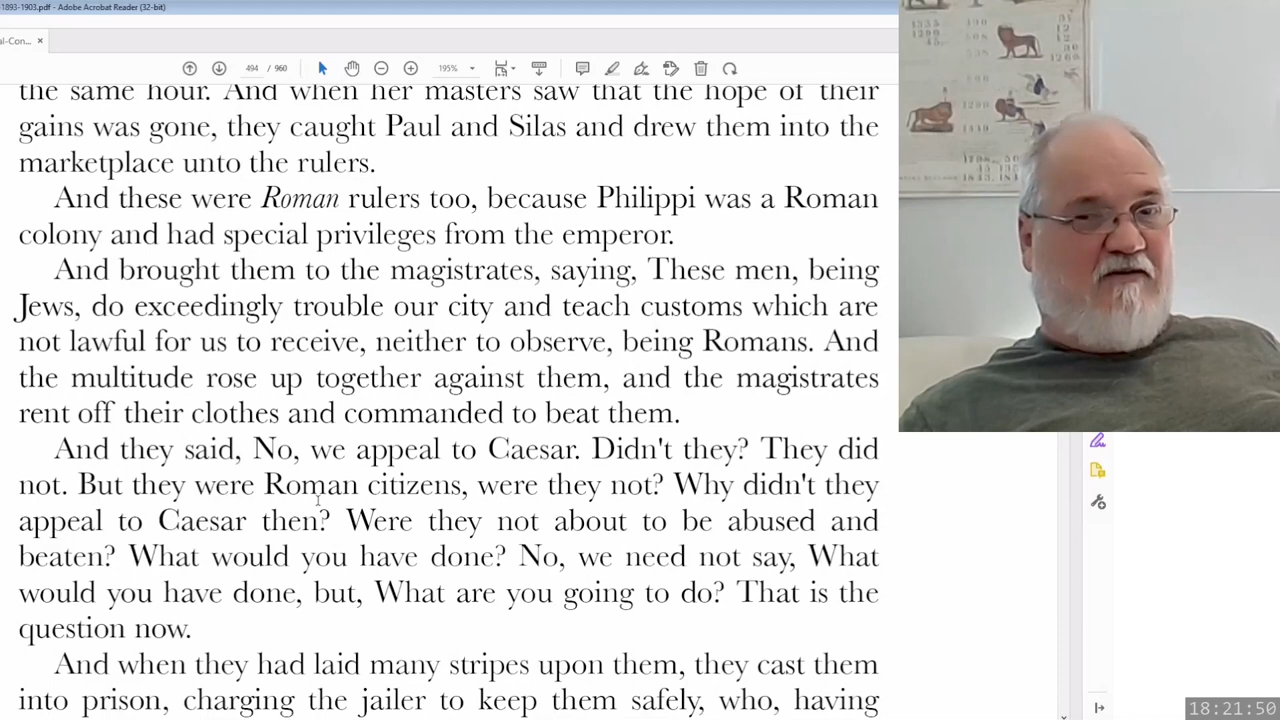 -1893-1903.pdf - Adobe Acrobat Reader (32-bit)
al-Con... ×
494 / 960
195%
the same hour. And when her masters saw that the hope of their
gains was gone, they caught Paul and Silas and drew them into the
marketplace unto the rulers.
And these were Roman rulers too, because Philippi was a Roman
colony and had special privileges from the emperor.
And brought them to the magistrates, saying, These men, being
Jews, do exceedingly trouble our city and teach customs which are
not lawful for us to receive, neither to observe, being Romans. And
the multitude rose up together against them, and the magistrates
rent off their clothes and commanded to beat them.
And they said, No, we appeal to Caesar. Didn't they? They did
not. But they were Roman citizens, were they not? Why didn't they
appeal to Caesar then? Were they not about to be abused and
beaten? What would you have done? No, we need not say, What
would you have done, but, What are you going to do? That is the
question now.
And when they had laid many stripes upon them, they cast them
into prison, charging the jailer to keep them safely, who, having
18:21:50